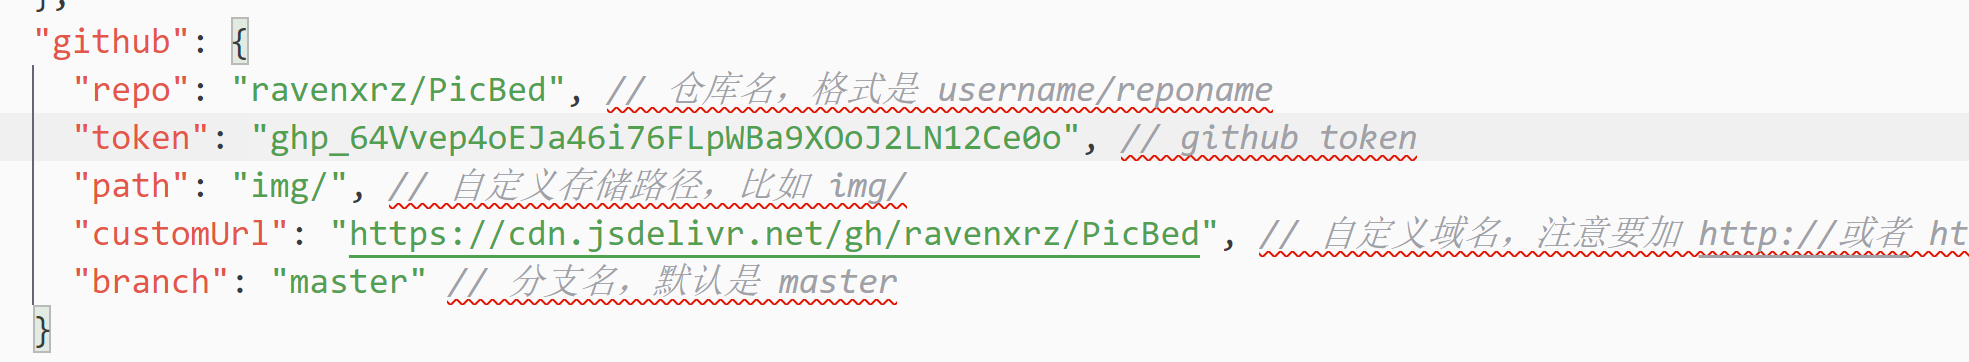 },
"github": {
"repo": "ravenxrz/PicBed", // 仓库名，格式是 username/reponame
"token": "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", // github token
"path": "img/", // 自定义存储路径，比如 img/
"customUrl": "https://cdn.jsdelivr.net/gh/ravenxrz/PicBed", // 自定义域名，注意要加 http://或者 ht
"branch": "master" // 分支名，默认是 master
}